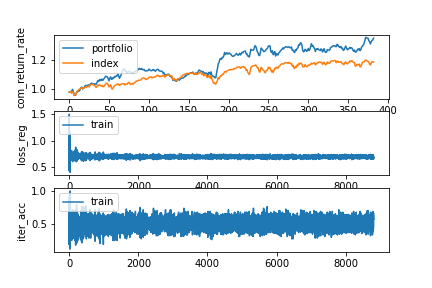 com_return_rate
portfolio
index
1.2
1.0
0 50 100 150 200 250 300 350 400
loss_reg
train
1.5
1.0
0.5
0 2000 4000 6000 8000
iter_acc
train
1.0
0.5
0 2000 4000 6000 8000